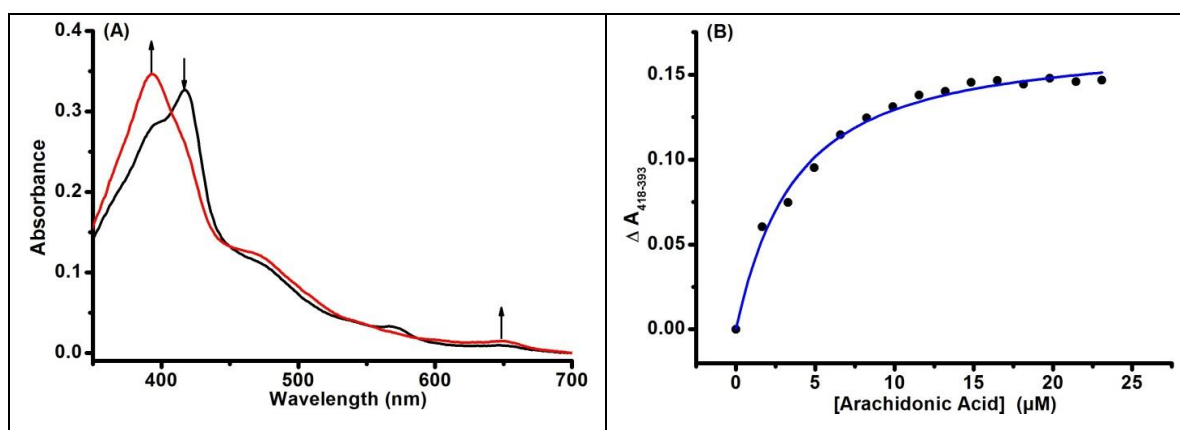 (A)
0.4
0.3
0.2
0.1
0.0
Absorbance
400 500 600 700
Wavelength (nm)
(B)
0.15
0.10
0.05
0.00
Δ A418-393
0 5 10 15 20 25
[Arachidonic Acid] (µM)